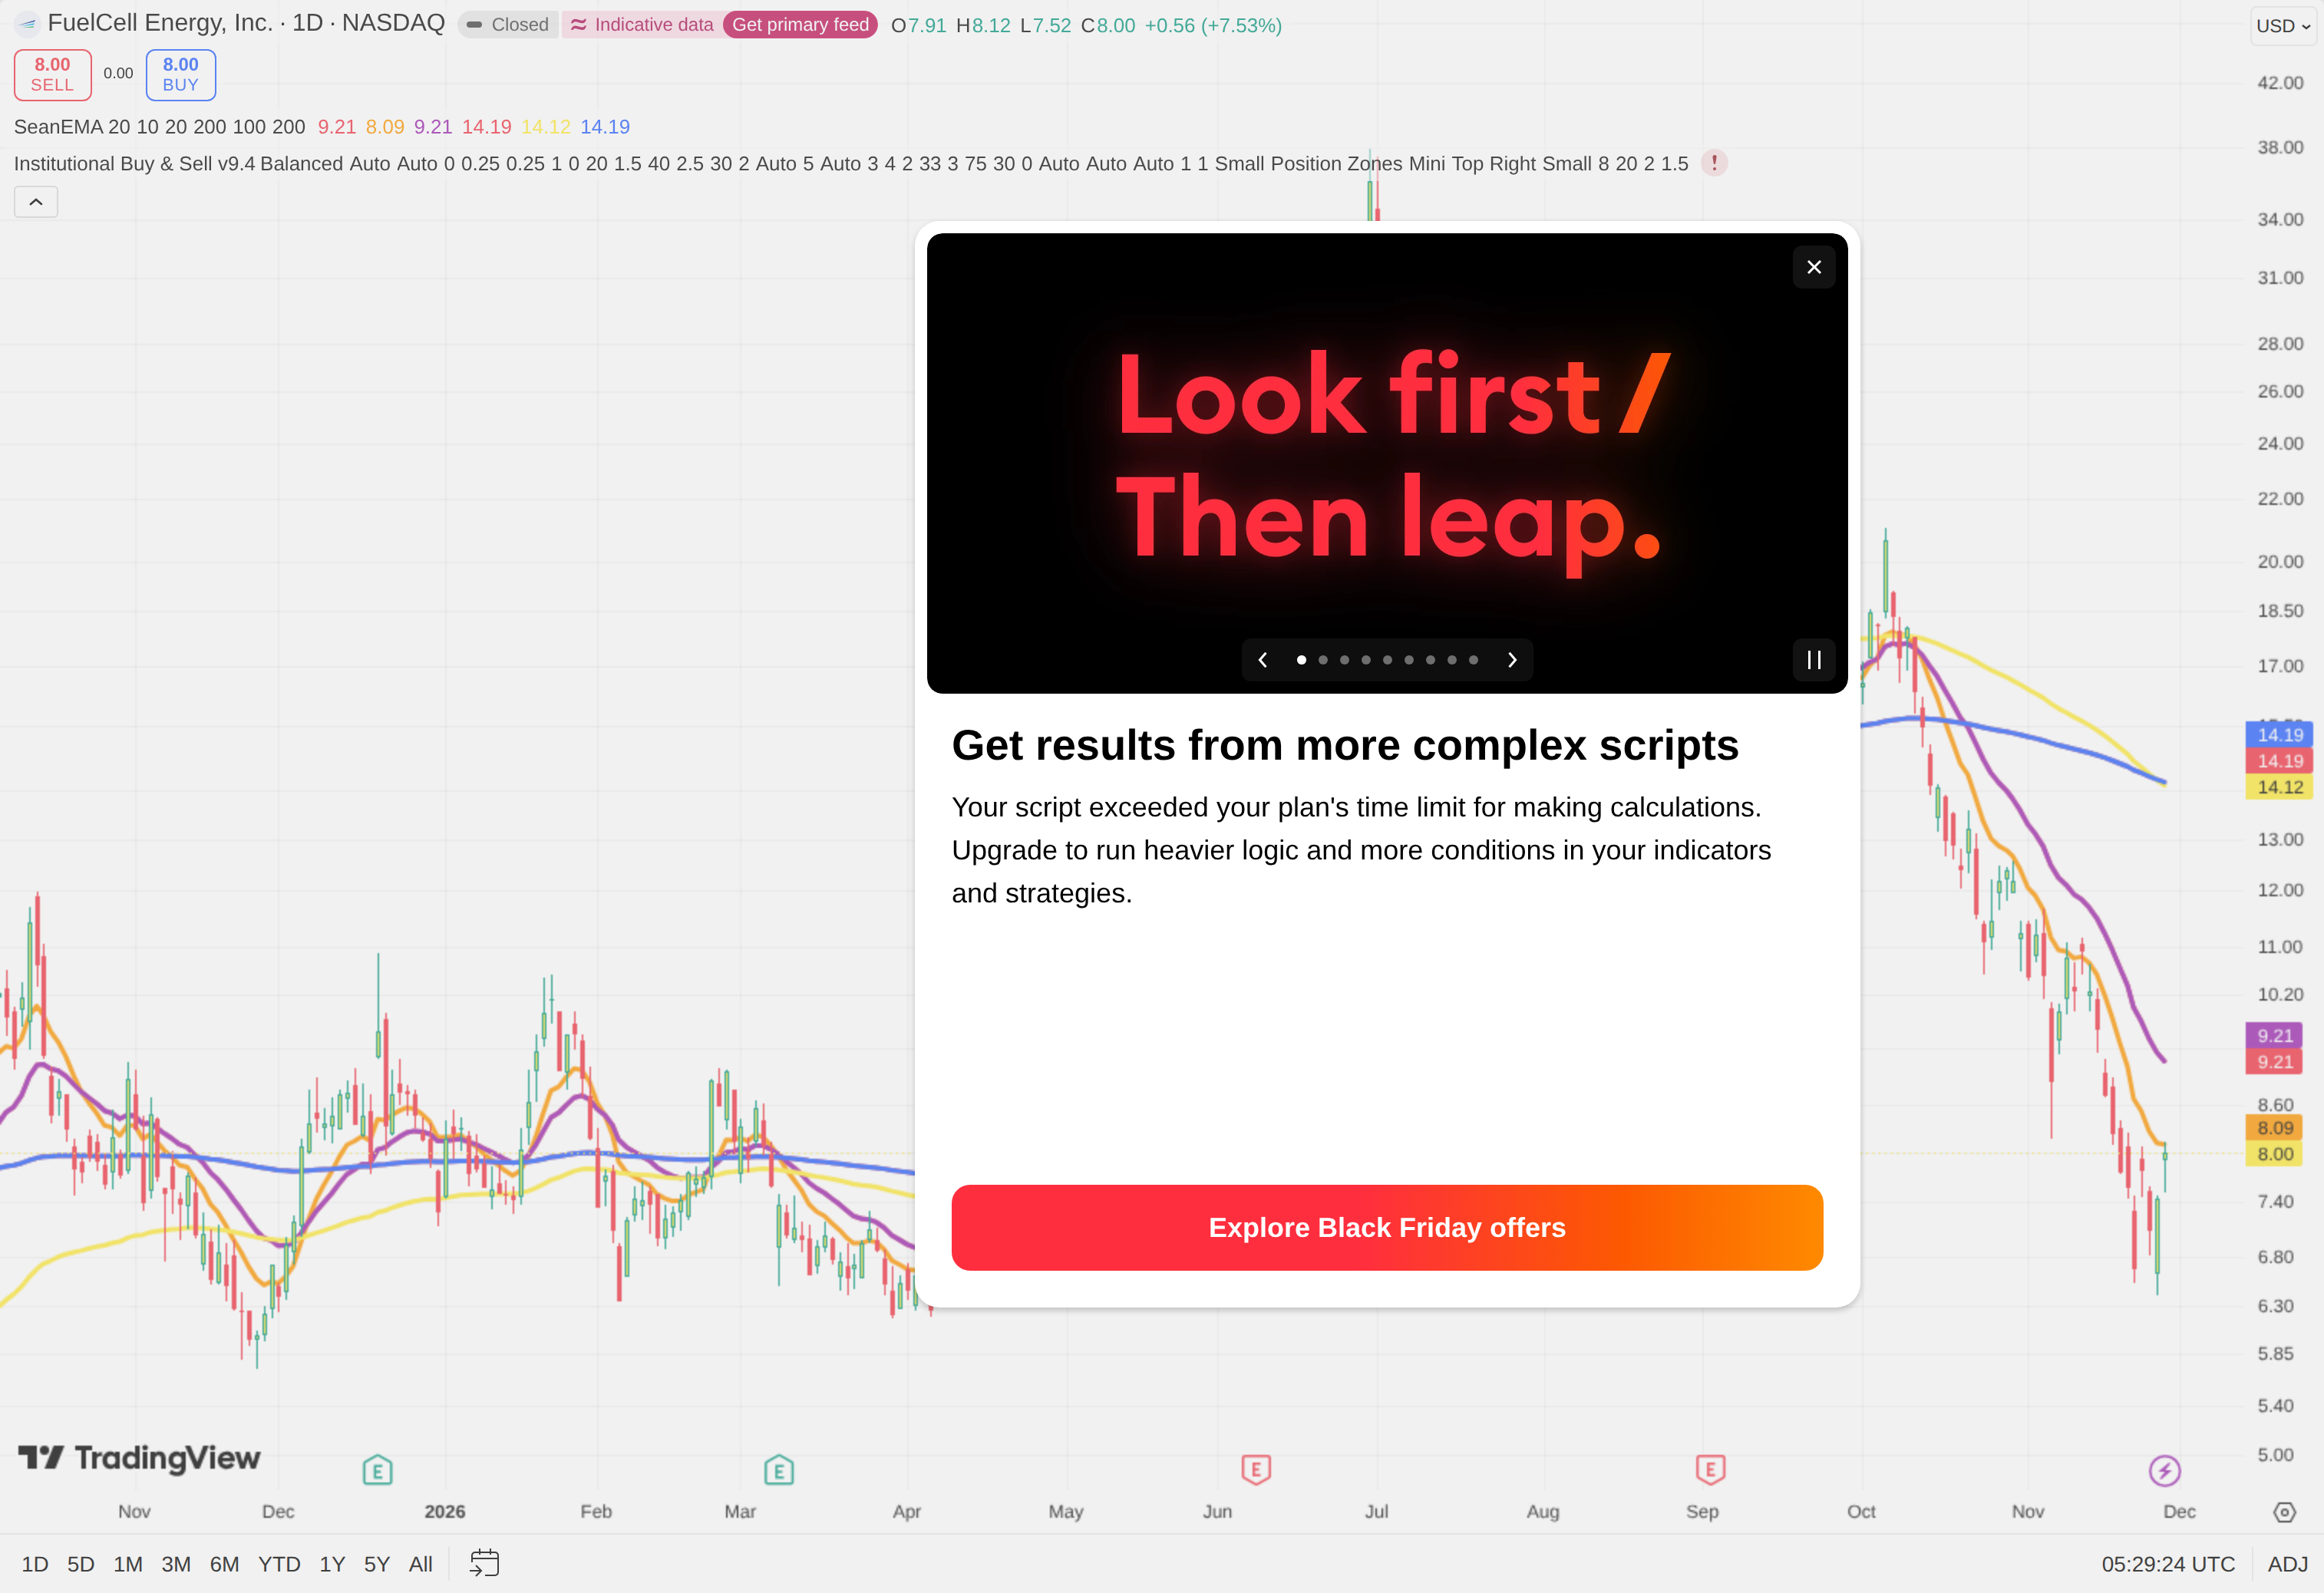 FuelCell Energy, Inc. · 1D · NASDAQ Closed Indicative data Get primary feed O7.91 H8.12 L7.52 C8.00 +0.56 (+7.53%)
USD
8.00
SELL
0.00
8.00
BUY
SeanEMA 20 10 20 200 100 200 9.21 8.09 9.21 14.19 14.12 14.19
Institutional Buy & Sell v9.4 Balanced Auto Auto 0 0.25 0.25 1 0 20 1.5 40 2.5 30 2 Auto 5 Auto 3 4 2 33 3 75 30 0 Auto Auto Auto 1 1 Small Position Zones Mini Top Right Small 8 20 2 1.5
Look first /
Then leap.
Get results from more complex scripts
Your script exceeded your plan's time limit for making calculations.
Upgrade to run heavier logic and more conditions in your indicators
and strategies.
Explore Black Friday offers
42.00
38.00
34.00
31.00
28.00
26.00
24.00
22.00
20.00
18.50
17.00
14.19
14.19
14.12
13.00
12.00
11.00
10.20
9.21
9.21
8.60
8.09
8.00
7.40
6.80
6.30
5.85
5.40
5.00
TradingView
E
E
E
E
Nov Dec 2026 Feb Mar Apr May Jun Jul Aug Sep Oct Nov Dec
1D 5D 1M 3M 6M YTD 1Y 5Y All
05:29:24 UTC ADJ